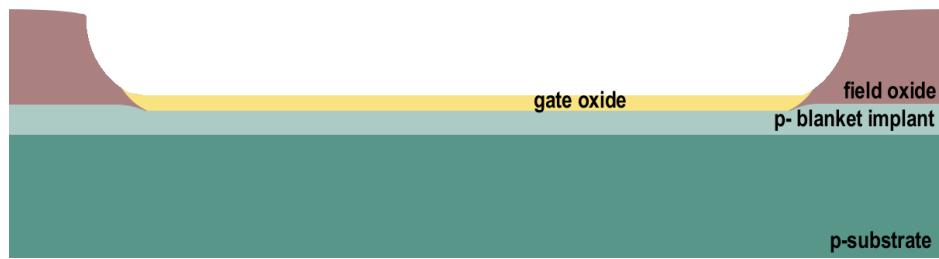 field oxide
gate oxide
p- blanket implant
p-substrate